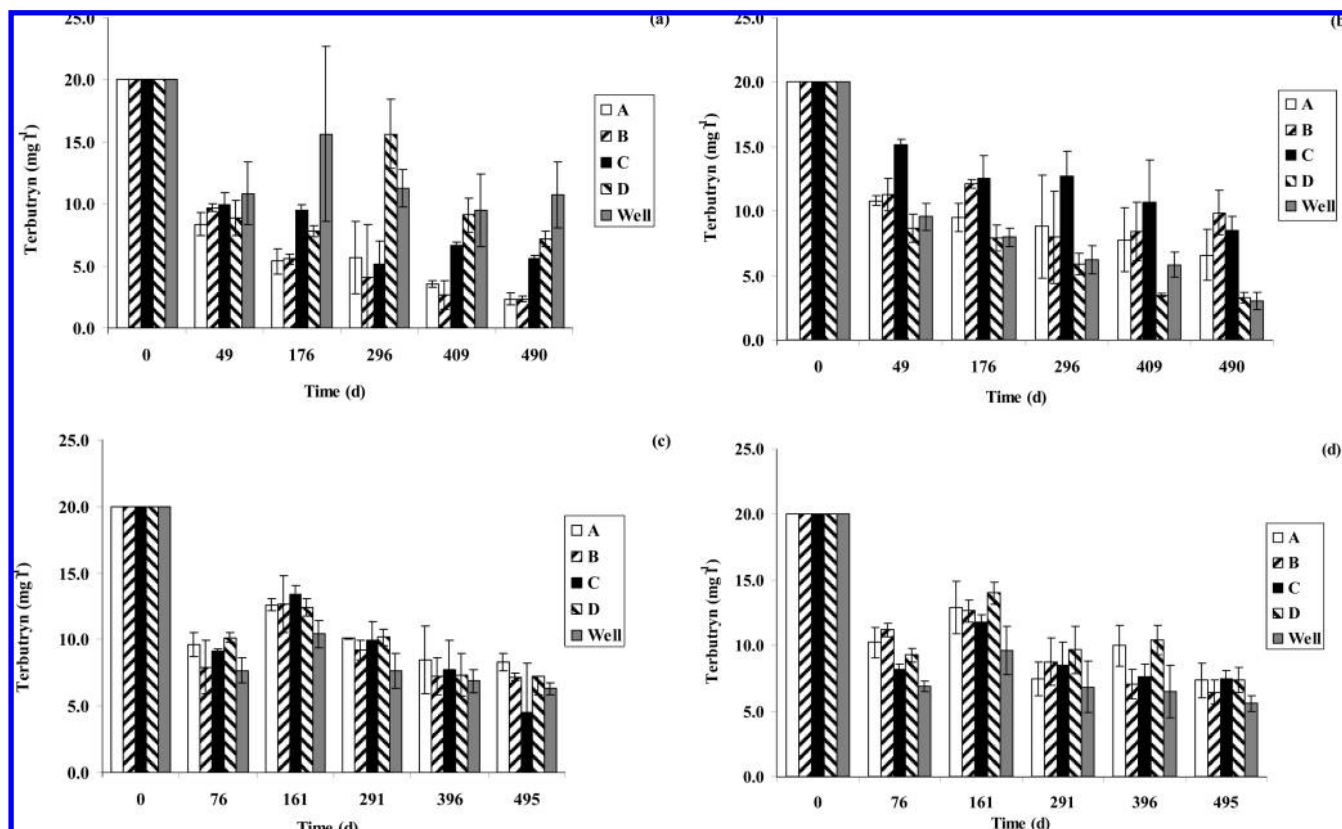 (a)
25.0
20.0
15.0
10.0
5.0
0.0
Terbutryn (mg l⁻¹)
0 49 176 296 409 490
Time (d)
A
B
C
D
Well
(b
25.0
20.0
15.0
10.0
5.0
0.0
Terbutryn (mg l⁻¹)
0 49 176 296 409 490
Time (d)
A
B
C
D
Well
(c)
25.0
20.0
15.0
10.0
5.0
0.0
Terbutryn (mg l⁻¹)
0 76 161 291 396 495
Time (d)
A
B
C
D
Well
(d)
25.0
20.0
15.0
10.0
5.0
0.0
Terbutryn (mg l⁻¹)
0 76 161 291 396 495
Time (d)
A
B
C
D
Well